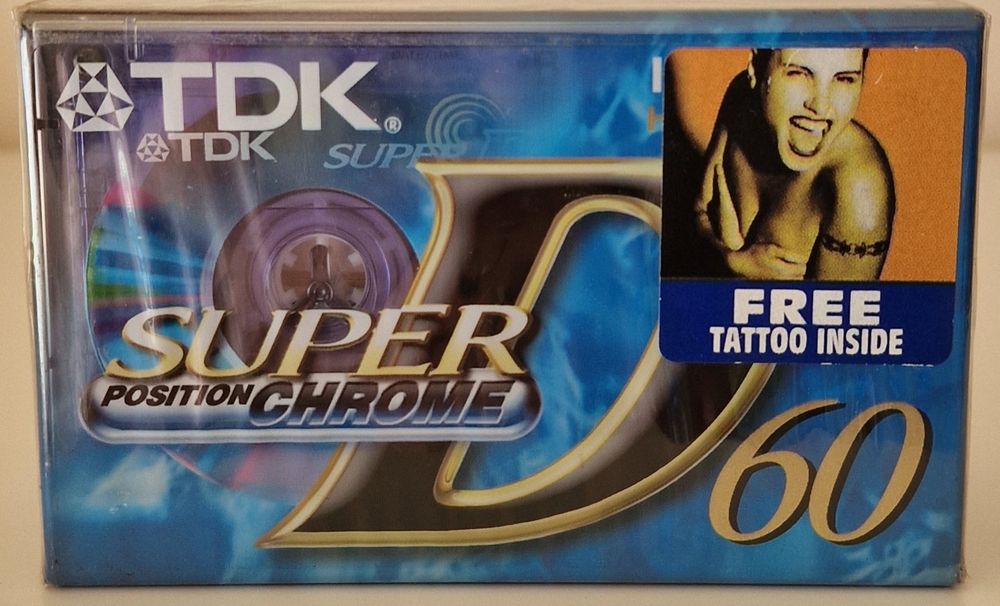 TDK®
TDK
SUPER
SUPER
POSITION CHROME
D 60
FREE
TATTOO INSIDE